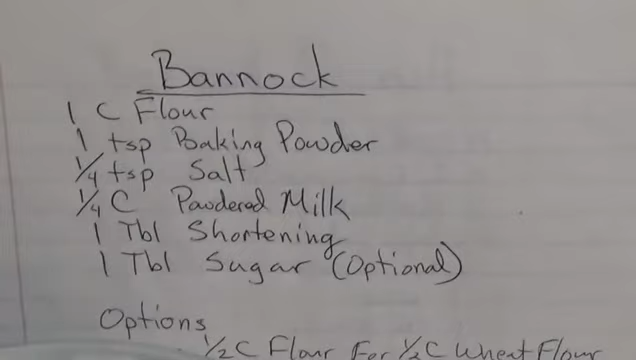 Bannock
1 C Flour
1 tsp Baking Powder
1/4 tsp Salt
1/4 C Powdered Milk
1 Tbl Shortening
1 Tbl Sugar (Optional)
Options
1/2 C Flour For 1/2 C Wheat Flour